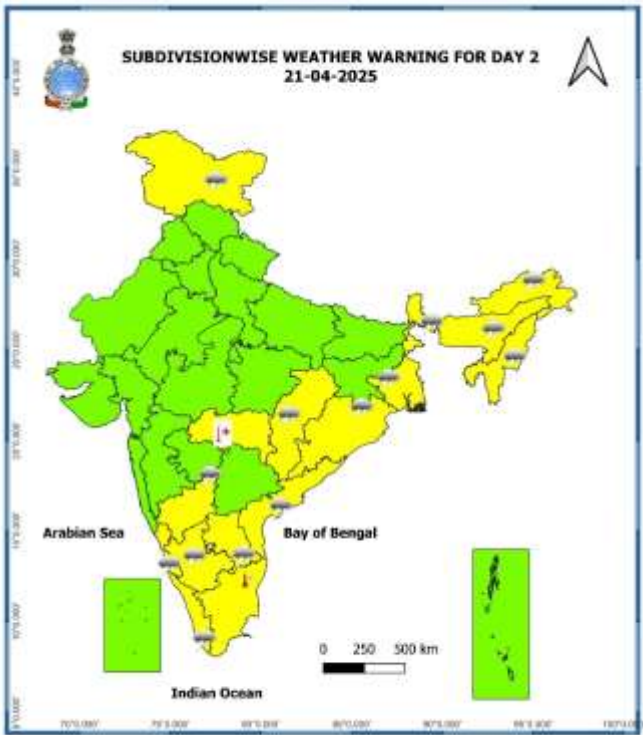 SUBDIVISIONWISE WEATHER WARNING FOR DAY 2
21-04-2025
Arabian Sea
Bay of Bengal
0 250 500 km
Indian Ocean